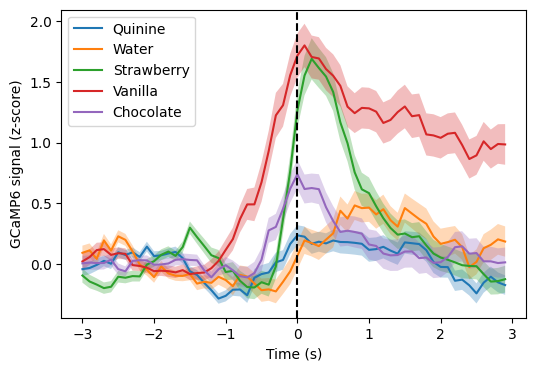 Quinine
Water
Strawberry
Vanilla
Chocolate
GCaMP6 signal (z-score)
2.0
1.5
1.0
0.5
0.0
−3
−2
−1
0
1
2
3
Time (s)